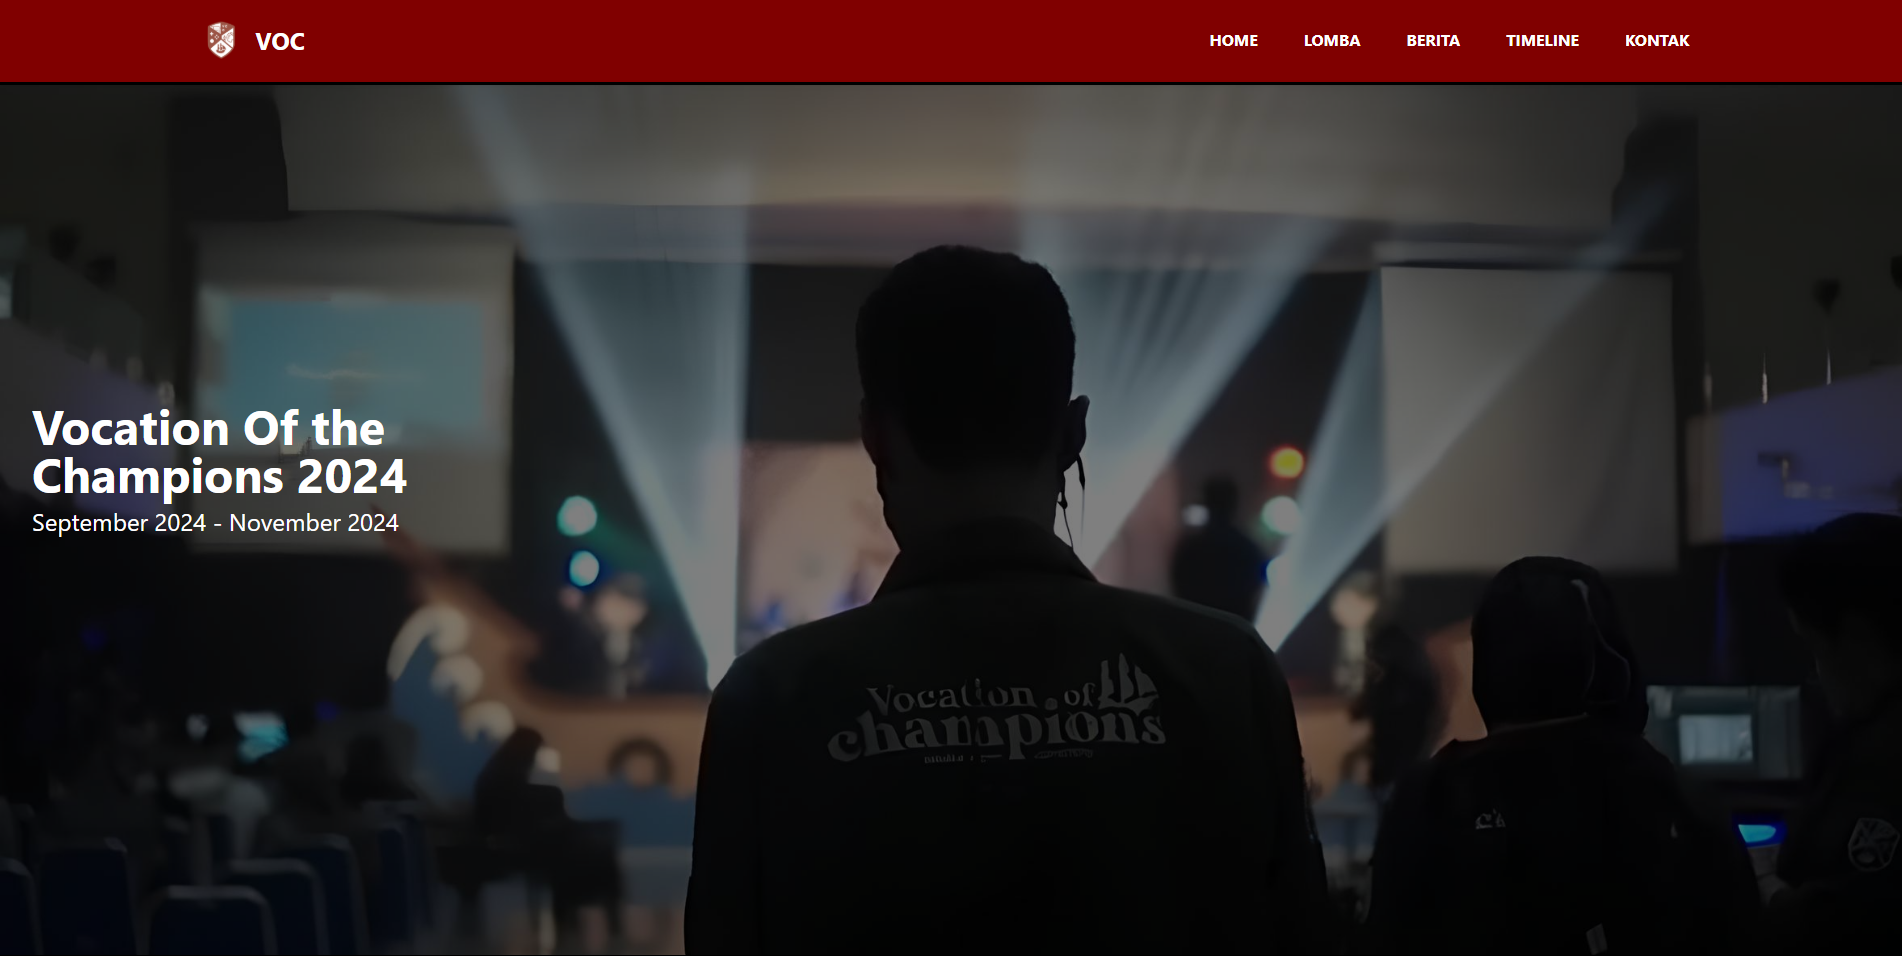 VOC
HOME LOMBA BERITA TIMELINE KONTAK
Vocation Of the
Champions 2024
September 2024 - November 2024
Vocation of
champions